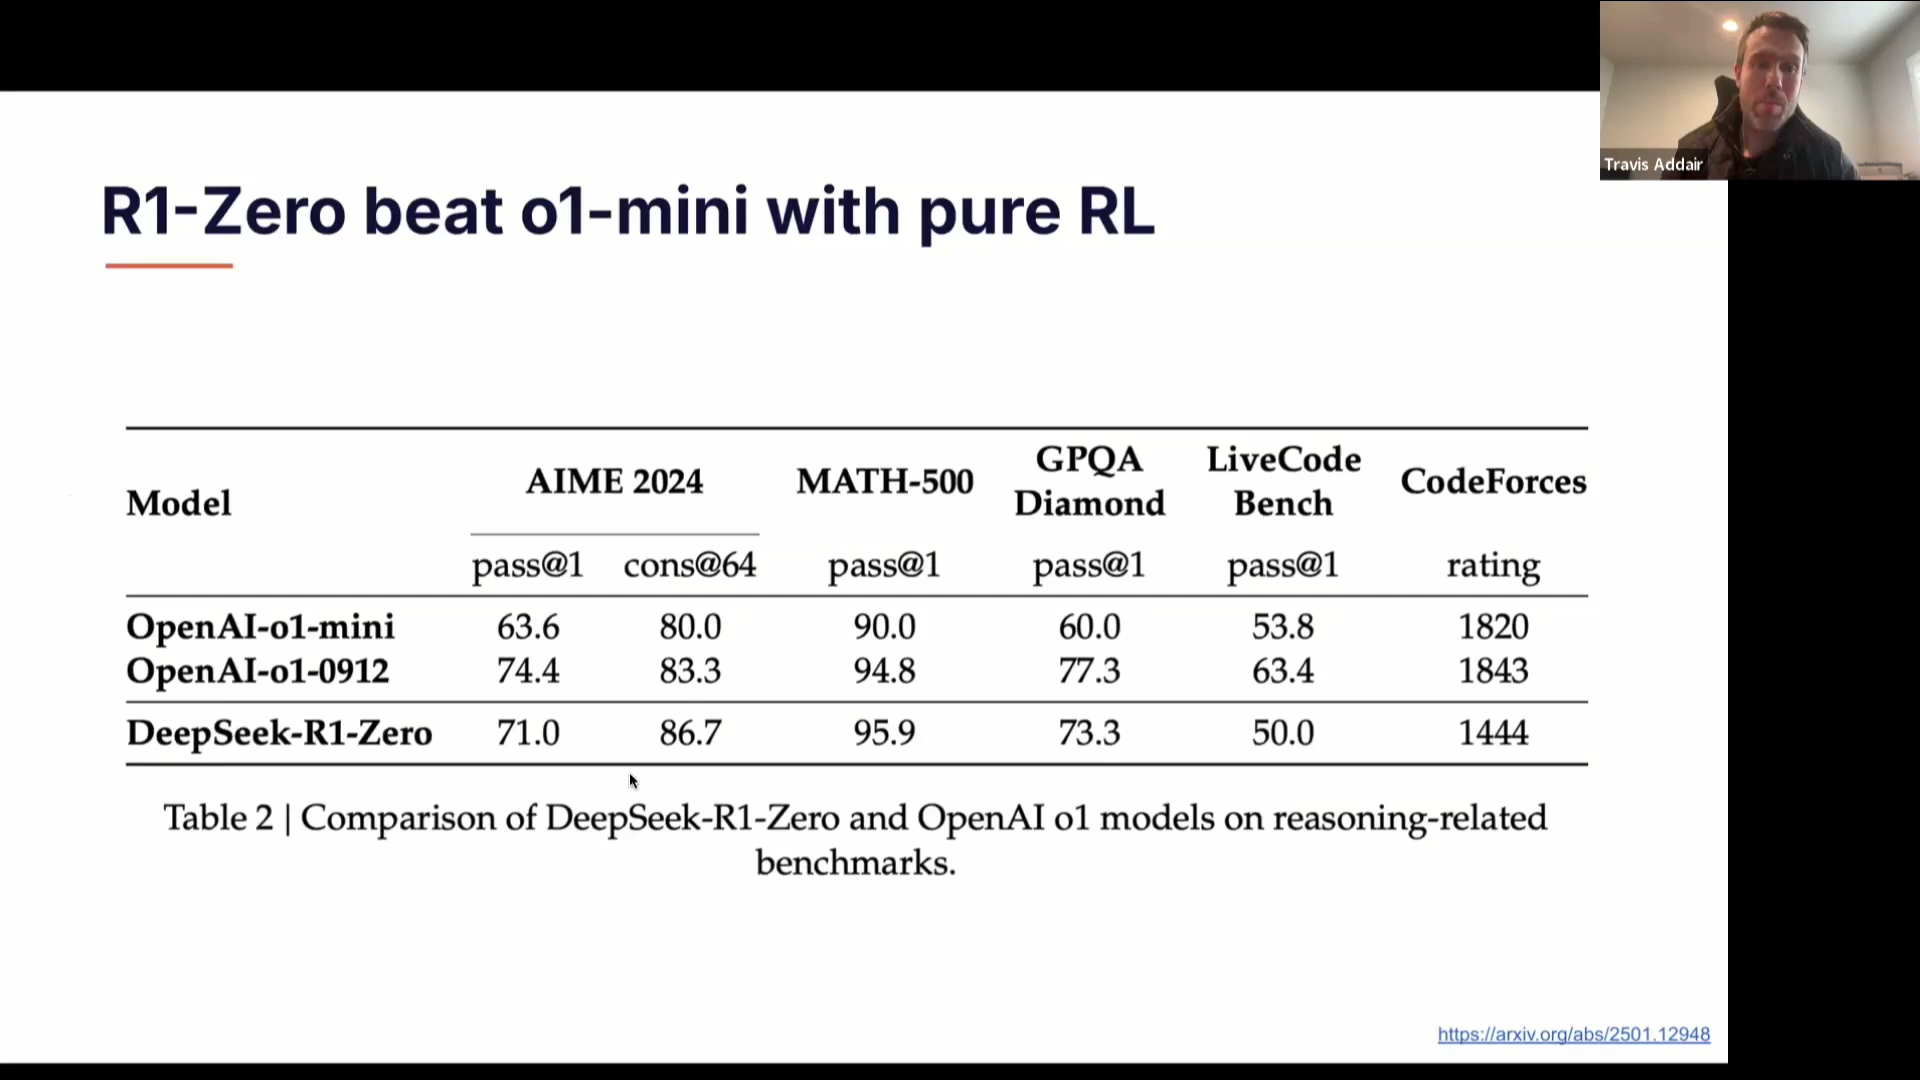 Travis Addair
R1-Zero beat o1-mini with pure RL
Model AIME 2024 MATH-500 GPQA Diamond LiveCode Bench CodeForces
pass@1 cons@64 pass@1 pass@1 pass@1 rating
OpenAI-o1-mini 63.6 80.0 90.0 60.0 53.8 1820
OpenAI-o1-0912 74.4 83.3 94.8 77.3 63.4 1843
DeepSeek-R1-Zero 71.0 86.7 95.9 73.3 50.0 1444
Table 2 | Comparison of DeepSeek-R1-Zero and OpenAI o1 models on reasoning-related
benchmarks.
https://arxiv.org/abs/2501.12948